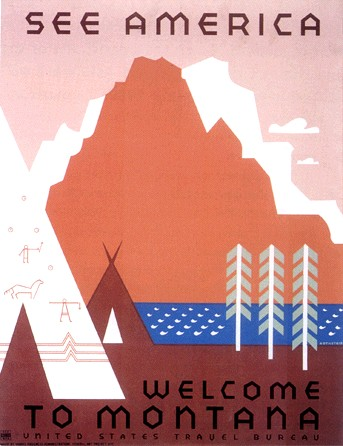 SEE AMERICA
WELCOME
TO MONTANA
UNITED STATES TRAVEL BUREAU